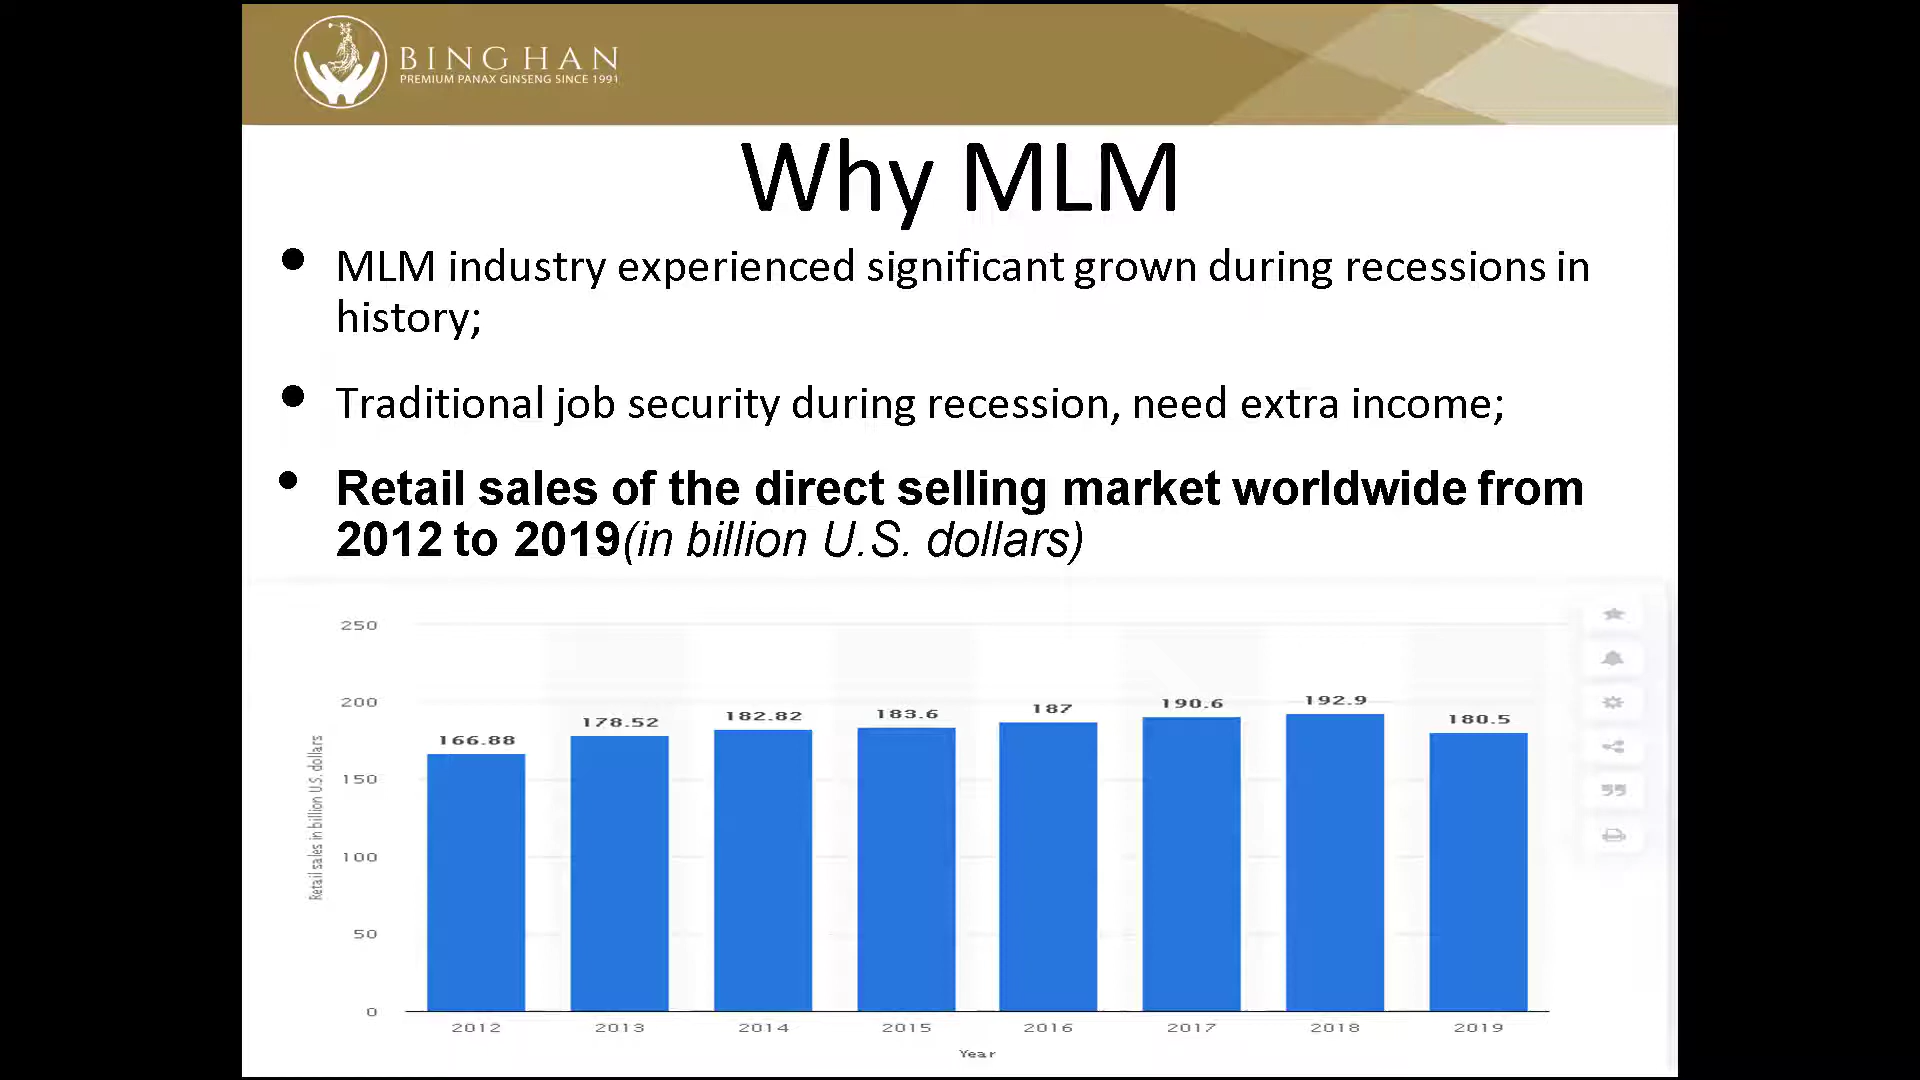 BINGHAN
PREMIUM PANAX GINSENG SINCE 1991
Why MLM
• MLM industry experienced significant grown during recessions in
history;
• Traditional job security during recession, need extra income;
• Retail sales of the direct selling market worldwide from
2012 to 2019(in billion U.S. dollars)
Retail sales in billion U.S. dollars
250
200
150
100
50
0
166.88
178.52
182.82
183.6
187
190.6
192.9
180.5
2012 2013 2014 2015 2016 2017 2018 2019
Year